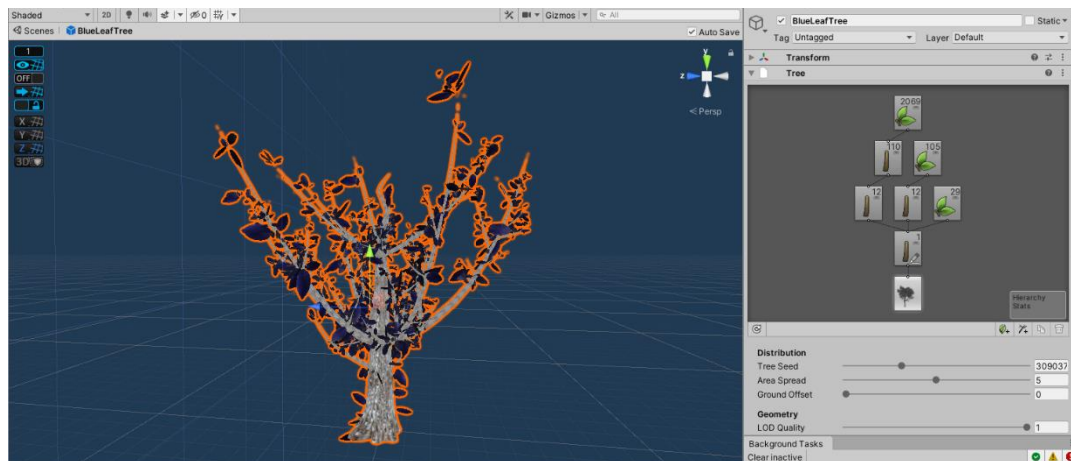 Shaded
2D
0
Gizmos
All
Scenes
BlueLeafTree
Auto Save
1
OFF
X
Y
Z
3D
y
z
Persp
BlueLeafTree
Static
Tag Untagged
Layer Default
Transform
Tree
2069
110
105
12
12
29
1
Hierarchy
Stats
Distribution
Tree Seed
309037
Area Spread
5
Ground Offset
0
Geometry
LOD Quality
1
Background Tasks
Clear inactive